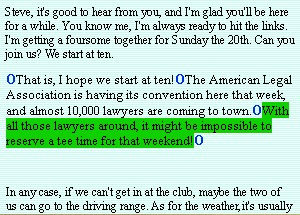 Steve, it's good to hear from you, and I'm glad you'll be here
for a while. You know me, I'm always ready to hit the links.
I'm getting a foursome together for Sunday the 20th. Can you
join us? We start at ten.
OThat is, I hope we start at ten!OThe American Legal
Association is having its convention here that week,
and almost 10,000 lawyers are coming to town.OWith
all those lawyers around, it might be impossible to
reserve a tee time for that weekend!O
In any case, if we can't get in at the club, maybe the two of
us can go to the driving range. As for the weather,it's usually